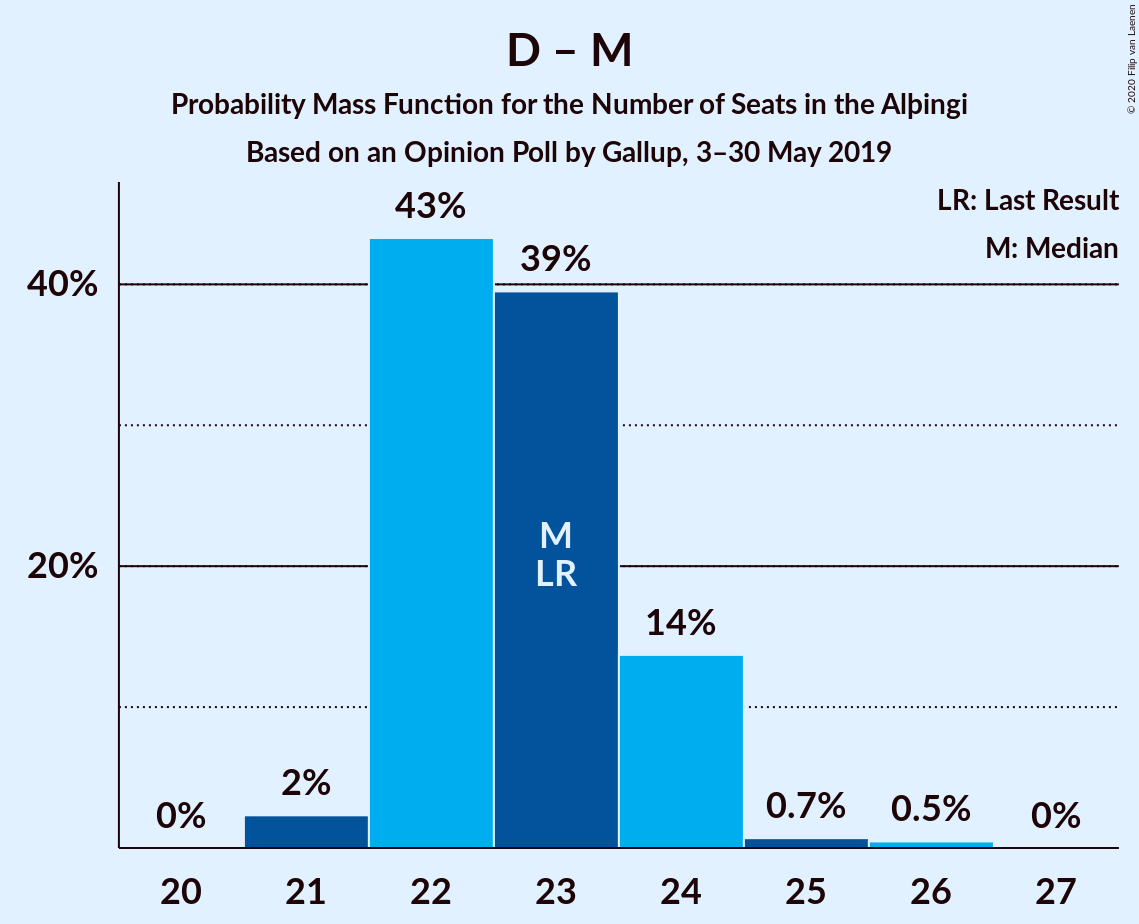 D – M
Probability Mass Function for the Number of Seats in the Alþingi
Based on an Opinion Poll by Gallup, 3–30 May 2019
© 2020 Filip van Laenen
LR: Last Result
M: Median
43%
39%
40%
M
LR
20%
14%
2%
0%
0.7%
0.5%
0%
20
21
22
23
24
25
26
27